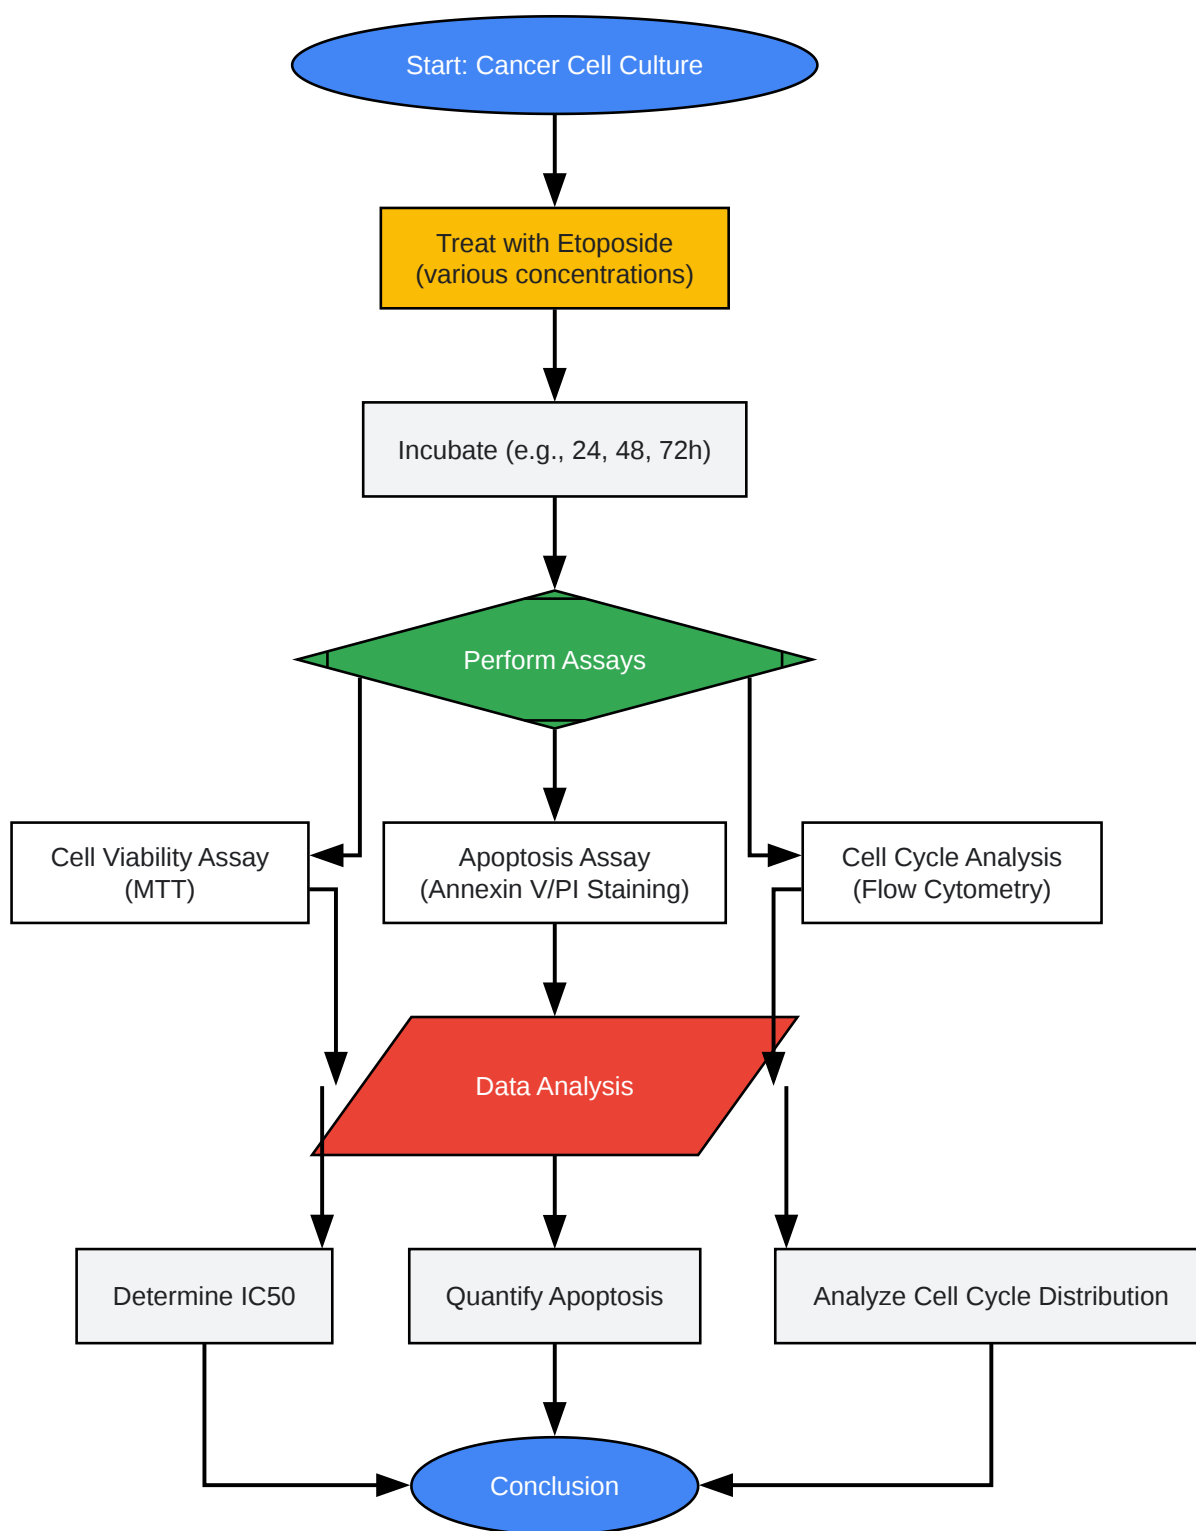 Start: Cancer Cell Culture
Treat with Etoposide
(various concentrations)
Incubate (e.g., 24, 48, 72h)
Perform Assays
Cell Viability Assay
(MTT)
Apoptosis Assay
(Annexin V/PI Staining)
Cell Cycle Analysis
(Flow Cytometry)
Data Analysis
Determine IC50
Quantify Apoptosis
Analyze Cell Cycle Distribution
Conclusion